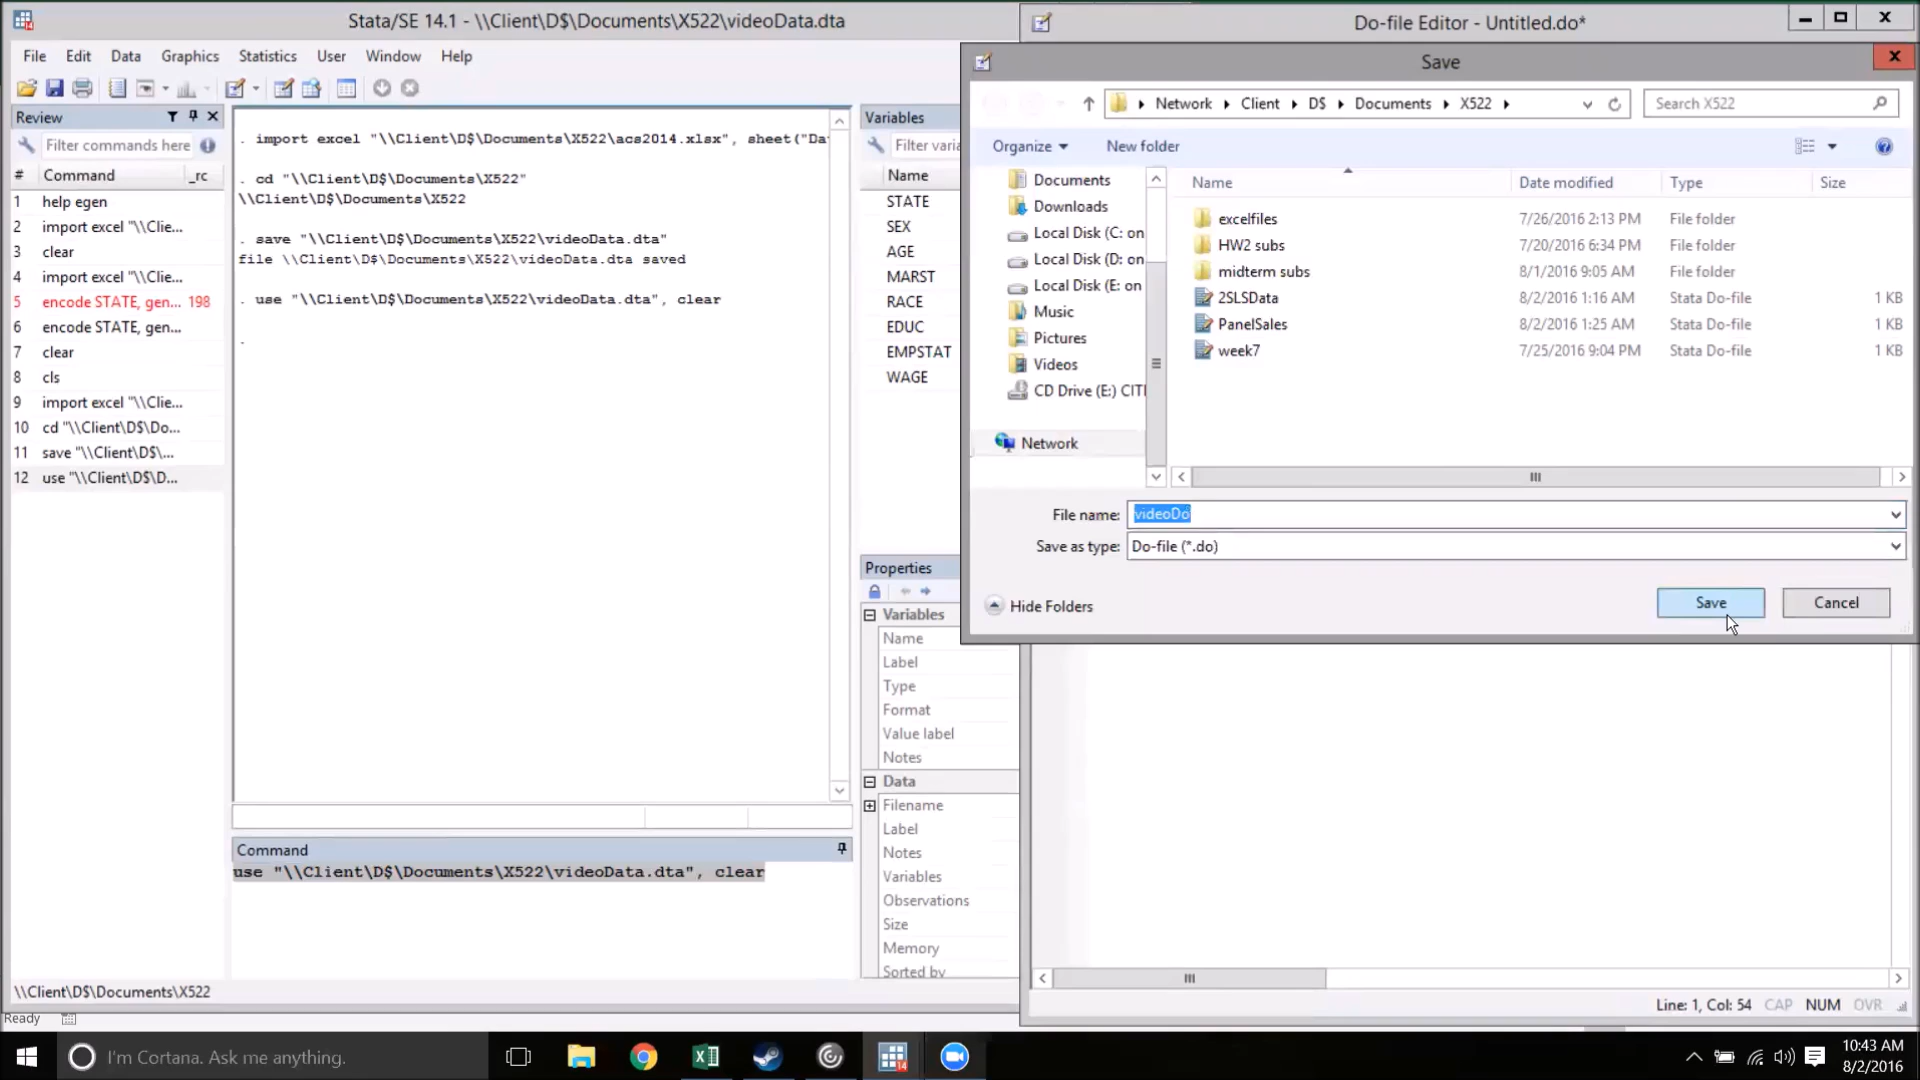 Stata/SE 14.1 - \\Client\D$\Documents\X522\videoData.dta
File Edit Data Graphics Statistics User Window Help
Review
Filter commands here
# Command _rc
1 help egen
2 import excel "\\Clie...
3 clear
4 import excel "\\Clie...
5 encode STATE, gen... 198
6 encode STATE, gen...
7 clear
8 cls
9 import excel "\\Clie...
10 cd "\\Client\D$\Do...
11 save "\\Client\D$\...
12 use "\\Client\D$\D...
. import excel "\\Client\D$\Documents\X522\acs2014.xlsx", sheet("Da
. cd "\\Client\D$\Documents\X522"
\\Client\D$\Documents\X522
. save "\\Client\D$\Documents\X522\videoData.dta"
file \\Client\D$\Documents\X522\videoData.dta saved
. use "\\Client\D$\Documents\X522\videoData.dta", clear
.
Command
use "\\Client\D$\Documents\X522\videoData.dta", clear
Variables
Filter varia
Name
STATE
SEX
AGE
MARST
RACE
EDUC
EMPSTAT
WAGE
Properties
Variables
Name
Label
Type
Format
Value label
Notes
Data
Filename
Label
Notes
Variables
Observations
Size
Memory
Sorted by
\\Client\D$\Documents\X522
Ready
Do-file Editor - Untitled.do*
Save
Network Client D$ Documents X522
Search X522
Organize New folder
Documents
Downloads
Local Disk (C: on
Local Disk (D: on
Local Disk (E: on
Music
Pictures
Videos
CD Drive (E:) CITI
Network
Name Date modified Type Size
excelfiles 7/26/2016 2:13 PM File folder
HW2 subs 7/20/2016 6:34 PM File folder
midterm subs 8/1/2016 9:05 AM File folder
2SLSData 8/2/2016 1:16 AM Stata Do-file 1 KB
PanelSales 8/2/2016 1:25 AM Stata Do-file 1 KB
week7 7/25/2016 9:04 PM Stata Do-file 1 KB
File name: videoDo
Save as type: Do-file (*.do)
Hide Folders
Save Cancel
Line: 1, Col: 54 CAP NUM OVR
I'm Cortana. Ask me anything.
14
10:43 AM
8/2/2016